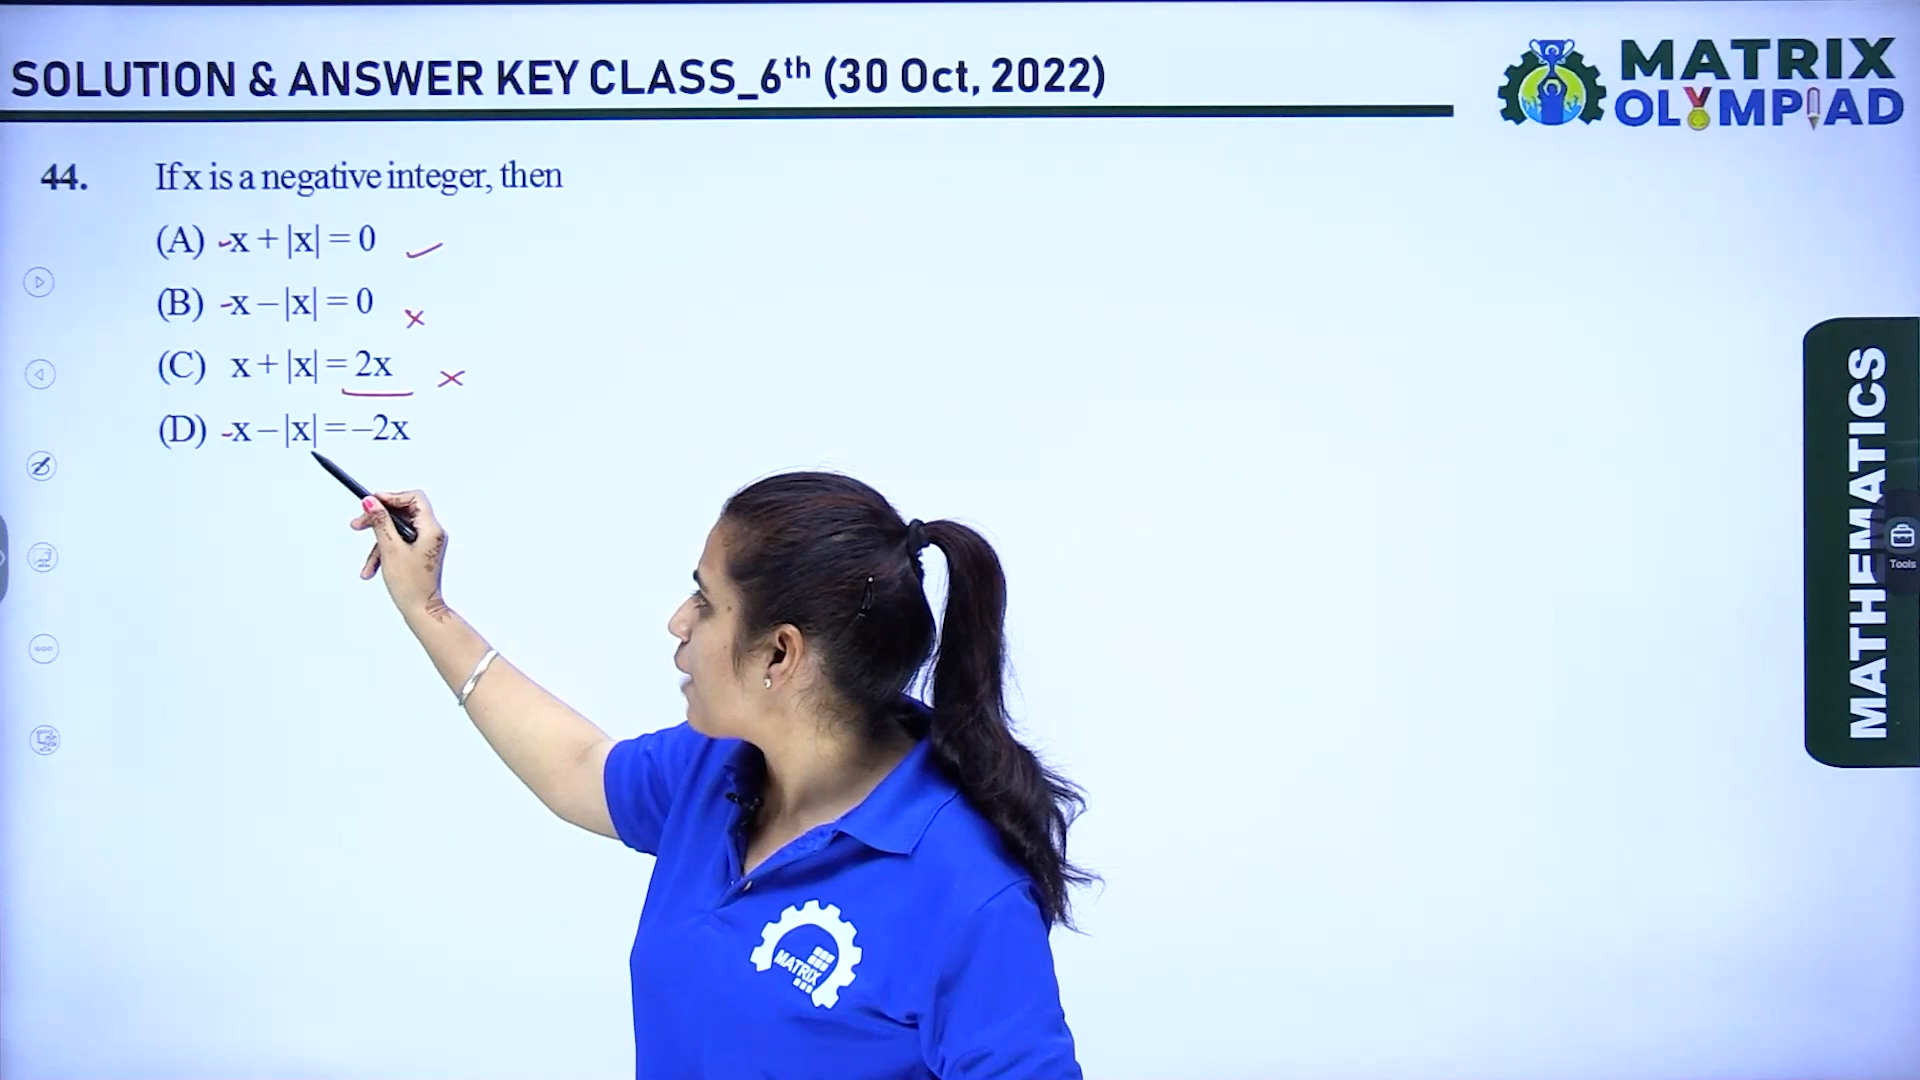 SOLUTION & ANSWER KEY CLASS_6th (30 Oct, 2022)
MATRIX
OLYMPIAD
44. If x is a negative integer, then
(A) -x + |x| = 0
(B) -x – |x| = 0
(C) x + |x| = 2x
(D) -x – |x| = –2x
MATHEMATICS
Tools
MATRIX